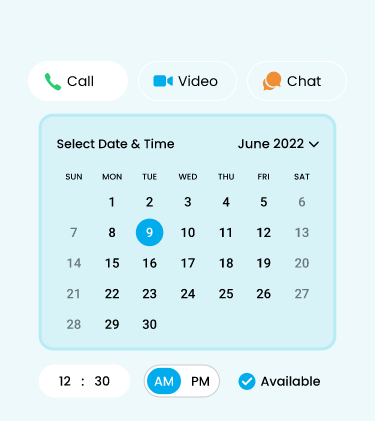 Call Video Chat
Select Date & Time June 2022
SUN MON TUE WED THU FRI SAT
1 2 3 4 5 6
7 8 9 10 11 12 13
14 15 16 17 18 19 20
21 22 23 24 25 26 27
28 29 30
12 : 30 AM PM Available